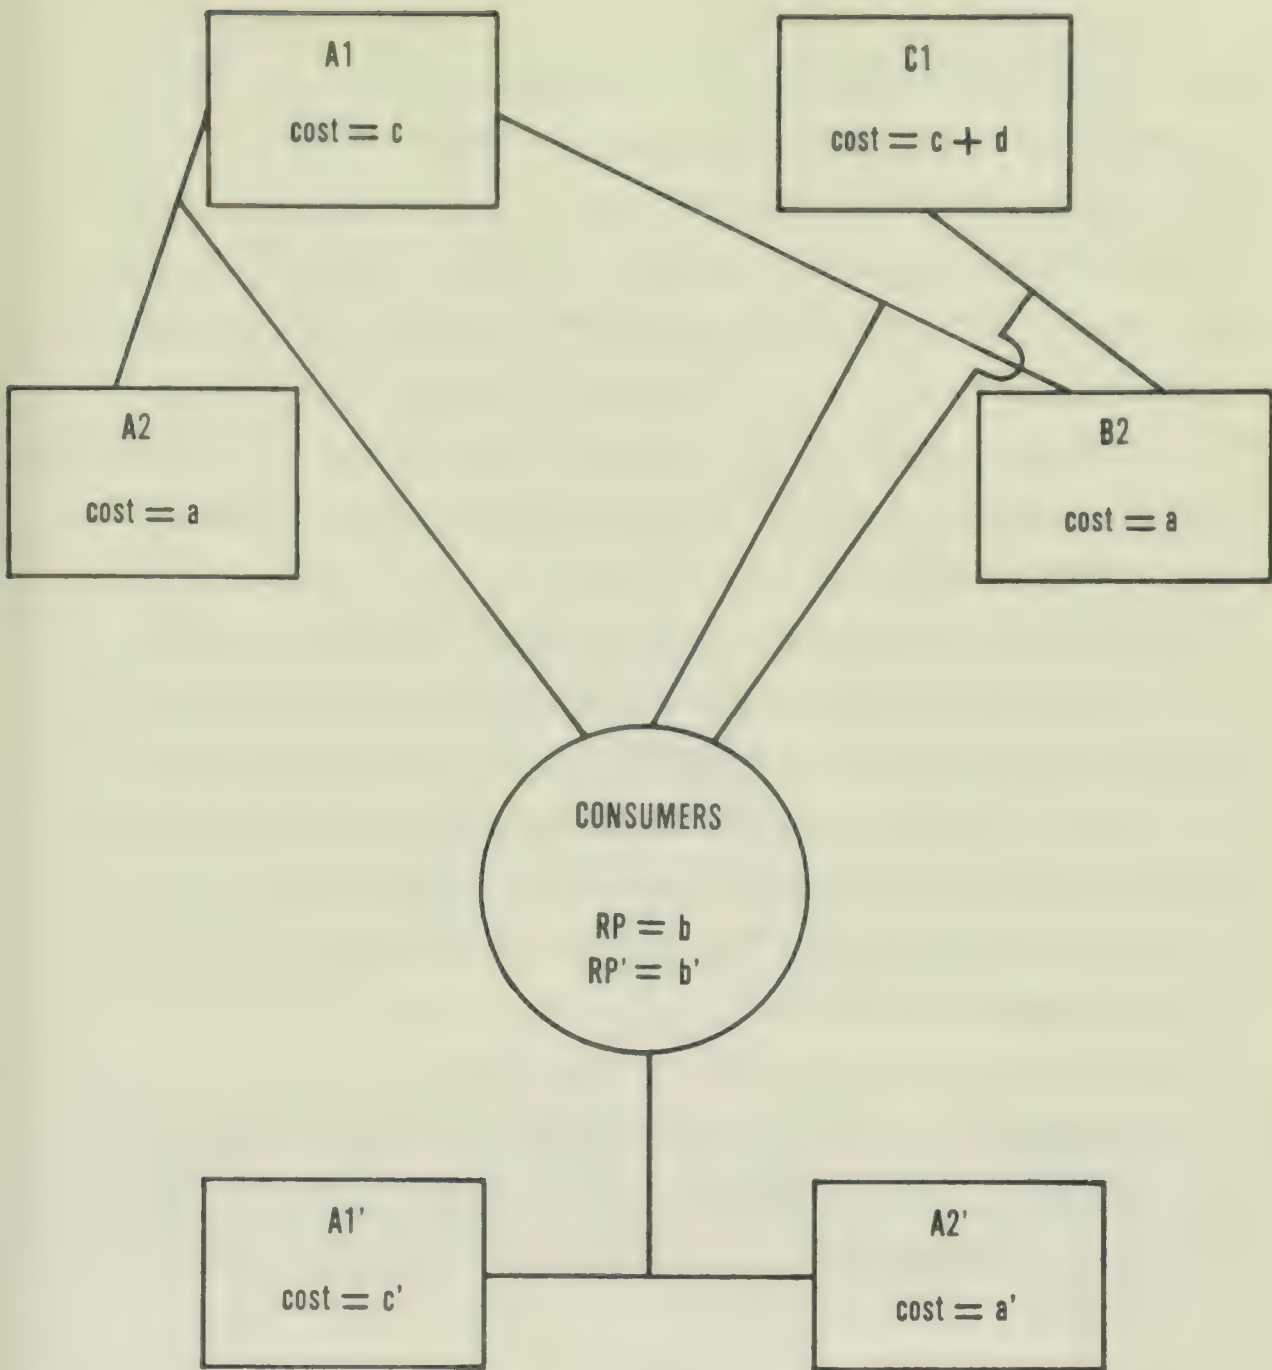 A1
cost = c
C1
cost = c + d
A2
cost = a
B2
cost = a
CONSUMERS
RP = b
RP' = b'
A1'
cost = c'
A2'
cost = a'